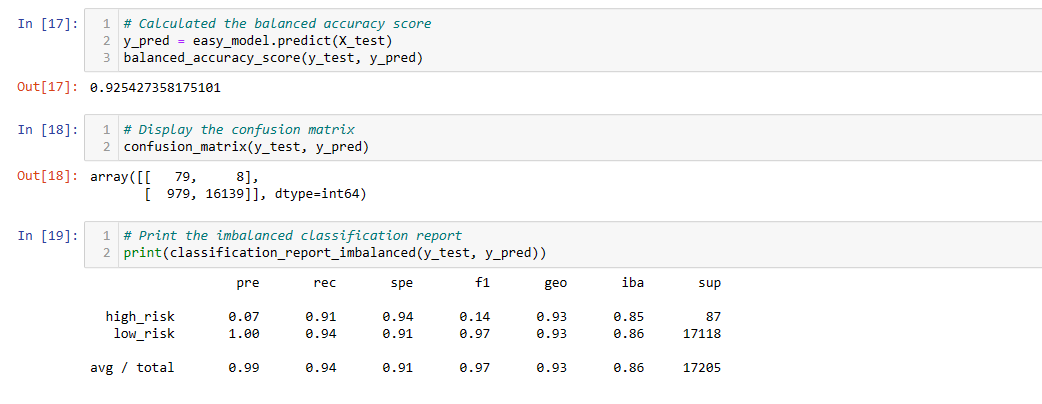 In [17]: 1 # Calculated the balanced accuracy score
2 y_pred = easy_model.predict(X_test)
3 balanced_accuracy_score(y_test, y_pred)
Out[17]: 0.925427358175101
In [18]: 1 # Display the confusion matrix
2 confusion_matrix(y_test, y_pred)
Out[18]: array([[   79,     8],
       [  979, 16139]], dtype=int64)
In [19]: 1 # Print the imbalanced classification report
2 print(classification_report_imbalanced(y_test, y_pred))
pre rec spe f1 geo iba sup
high_risk 0.07 0.91 0.94 0.14 0.93 0.85 87
low_risk 1.00 0.94 0.91 0.97 0.93 0.86 17118
avg / total 0.99 0.94 0.91 0.97 0.93 0.86 17205